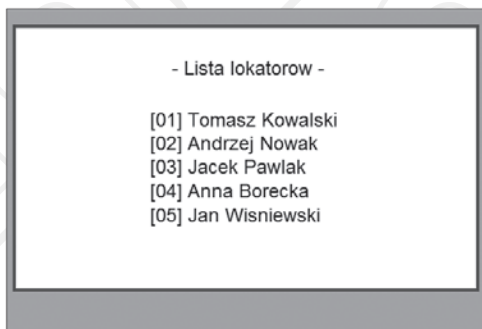 - Lista lokatorow -
[01] Tomasz Kowalski
[02] Andrzej Nowak
[03] Jacek Pawlak
[04] Anna Borecka
[05] Jan Wisniewski